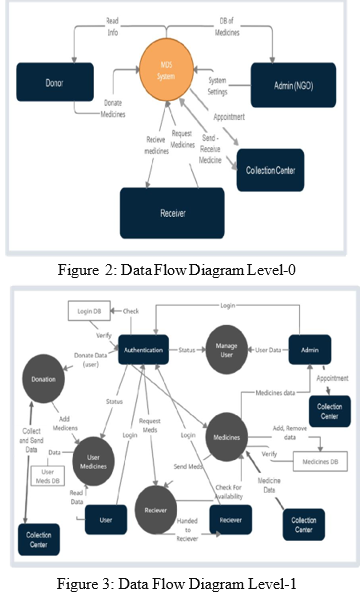 Read
Info
DB of
Medicines
MDS
System
Donor
Admin (NGO)
Donate
Medicines
System
Settings
Appointment
Recieve
medicines
Request
Medicines
Send -
Receive
Medicine
Collection Center
Receiver
Figure 2: Data Flow Diagram Level-0
Login DB
Check
Login
Verify
Authentication
Status
Manage
User
User Data
Admin
Donate Data
(user)
Donation
Status
Medicines data
Appointment
Collection
Center
Collect
and Send
Data
Add
Medicens
Request
Meds
Login
Login
Medicines
Add, Remove
data
Data
User
Medicines
Verify
Medicines DB
User
Meds DB
Send Meds
Read
Data
Check For
Availability
Medicine
Data
Reciever
User
Handed
to
Reciever
Reciever
Collection
Center
Collection
Center
Figure 3: Data Flow Diagram Level-1